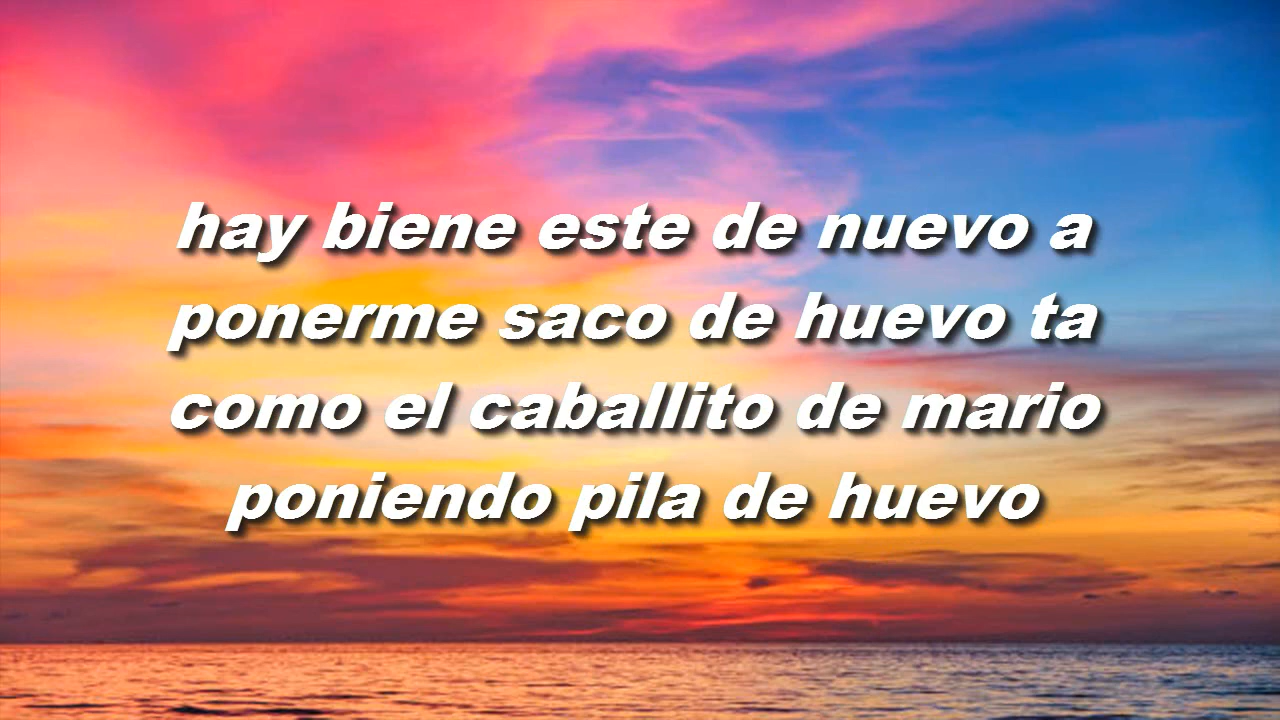 hay biene este de nuevo a
ponerme saco de huevo ta
como el caballito de mario
poniendo pila de huevo